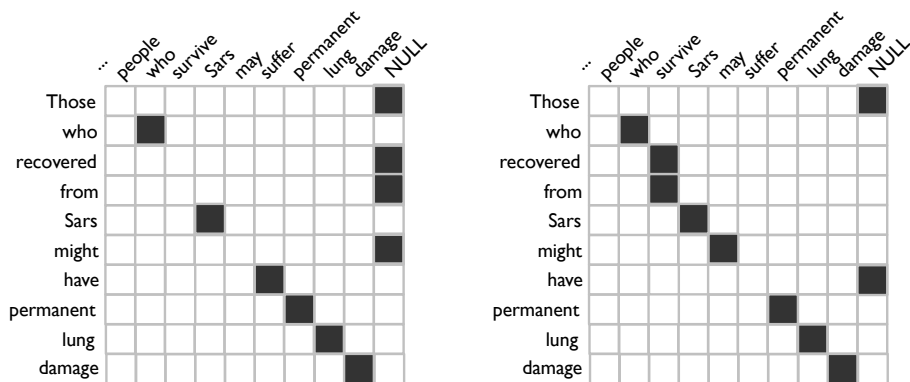 ... people who survive Sars may suffer permanent lung damage NULL
Those
who
recovered
from
Sars
might
have
permanent
lung
damage
... people who survive Sars may suffer permanent lung damage NULL
Those
who
recovered
from
Sars
might
have
permanent
lung
damage